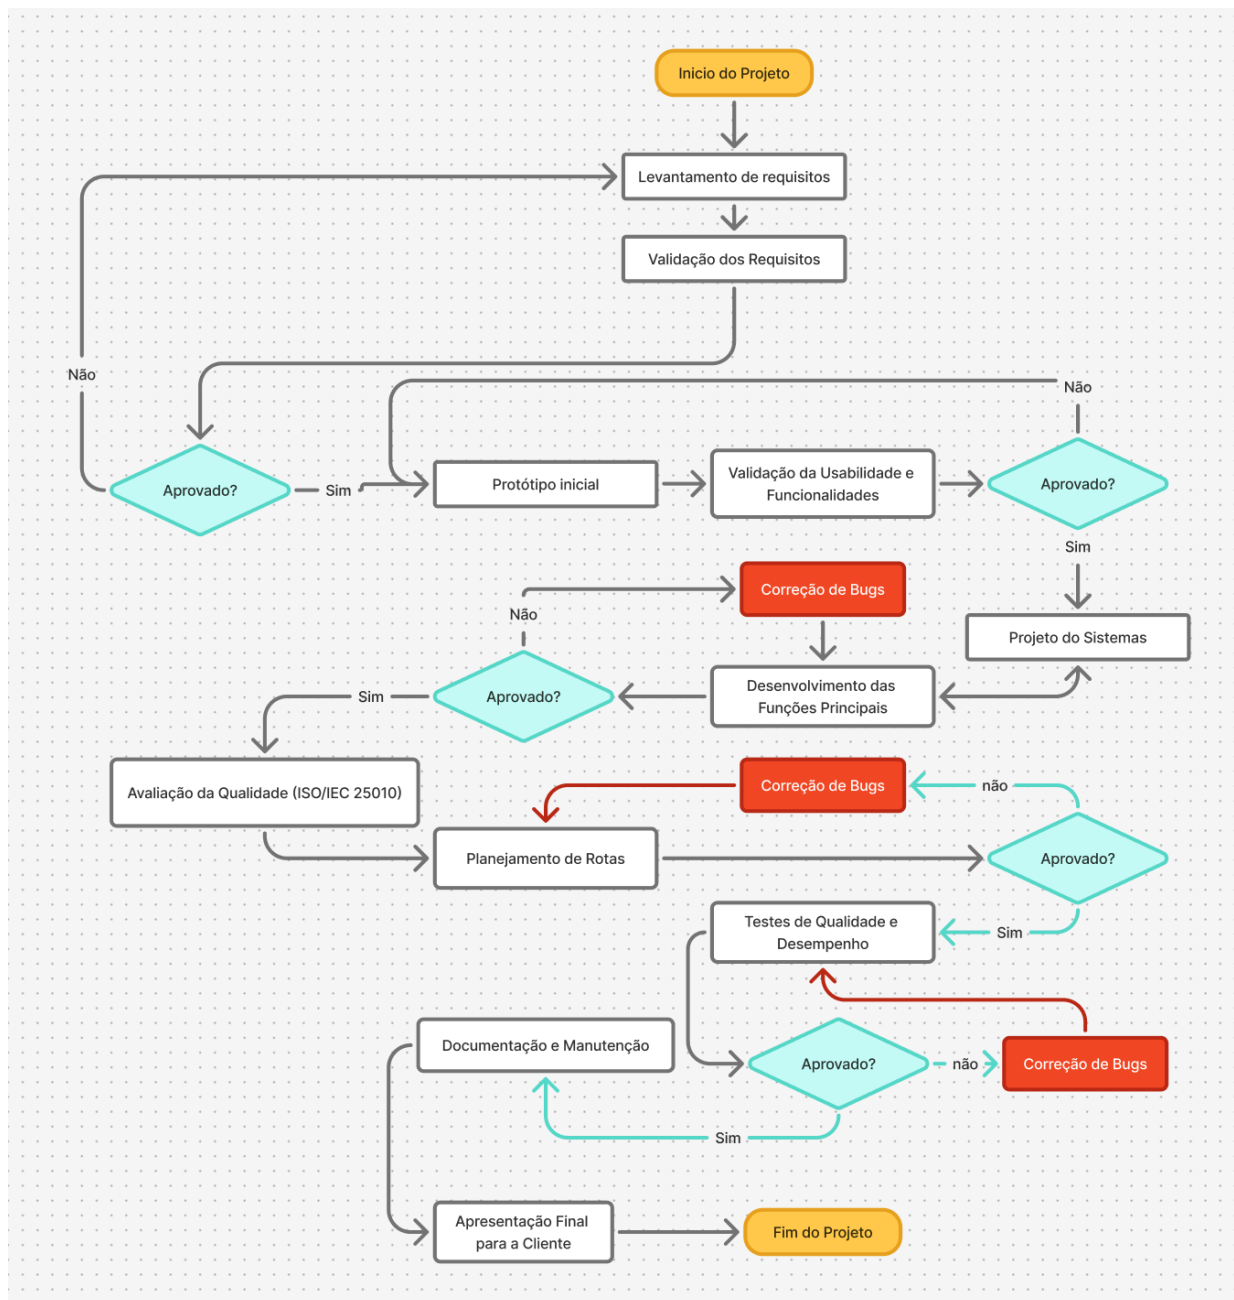 Inicio do Projeto
Levantamento de requisitos
Validação dos Requisitos
Não
Não
Aprovado?
Sim
Protótipo inicial
Validação da Usabilidade e
Funcionalidades
Aprovado?
Sim
Correção de Bugs
Não
Projeto do Sistemas
Desenvolvimento das
Funções Principais
Aprovado?
Sim
Avaliação da Qualidade (ISO/IEC 25010)
Correção de Bugs
não
Planejamento de Rotas
Aprovado?
Testes de Qualidade e
Desempenho
Sim
Documentação e Manutenção
Aprovado?
não
Correção de Bugs
Sim
Apresentação Final
para a Cliente
Fim do Projeto